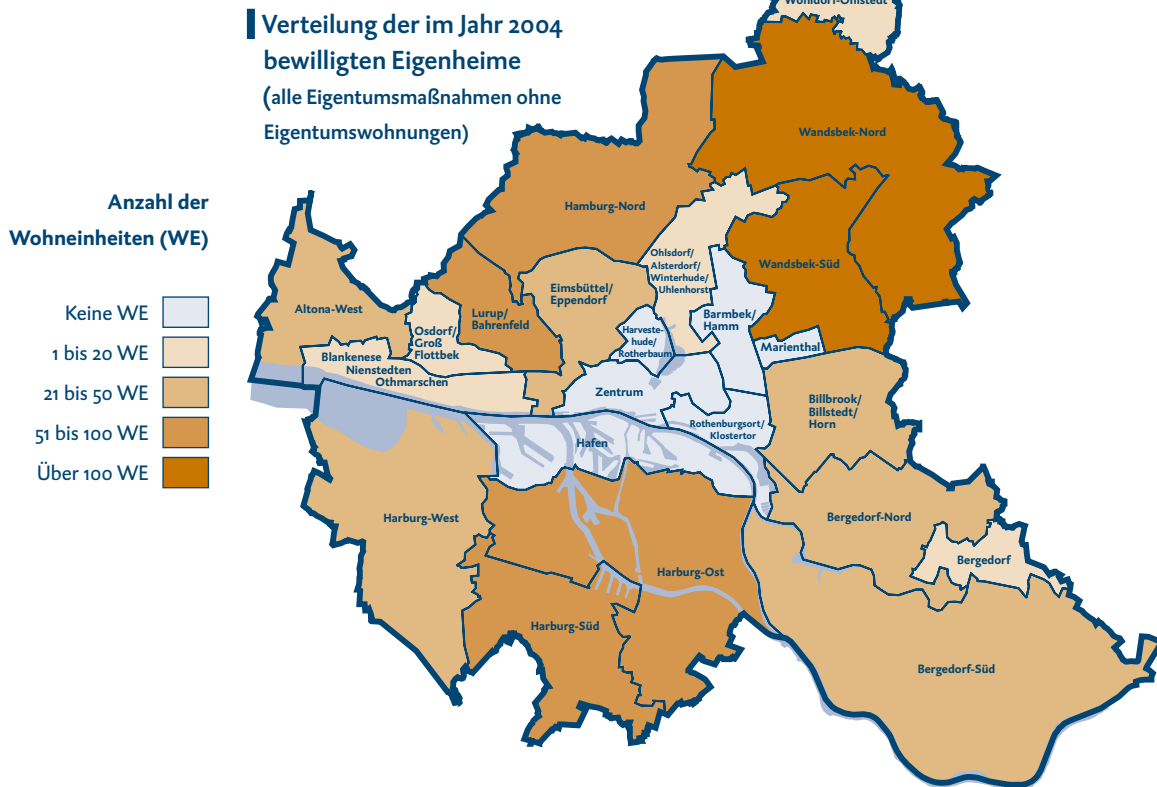 Verteilung der im Jahr 2004
bewilligten Eigenheime
(alle Eigentumsmaßnahmen ohne
Eigentumswohnungen)
Anzahl der
Wohneinheiten (WE)
Keine WE
1 bis 20 WE
21 bis 50 WE
51 bis 100 WE
Über 100 WE
Wohldorf-Ohlstedt
Wandsbek-Nord
Hamburg-Nord
Wandsbek-Süd
Ohlsdorf/
Alsterdorf/
Winterhude/
Uhlenhorst
Eimsbüttel/
Eppendorf
Altona-West
Lurup/
Bahrenfeld
Osdorf/
Groß
Flottbek
Barmbek/
Hamm
Harveste-
hude/
Rotherbaum
Marienthal
Blankenese
Nienstedten
Othmarschen
Zentrum
Billbrook/
Billstedt/
Horn
Rothenburgsort/
Klostertor
Hafen
Harburg-West
Bergedorf-Nord
Bergedorf
Harburg-Ost
Harburg-Süd
Bergedorf-Süd